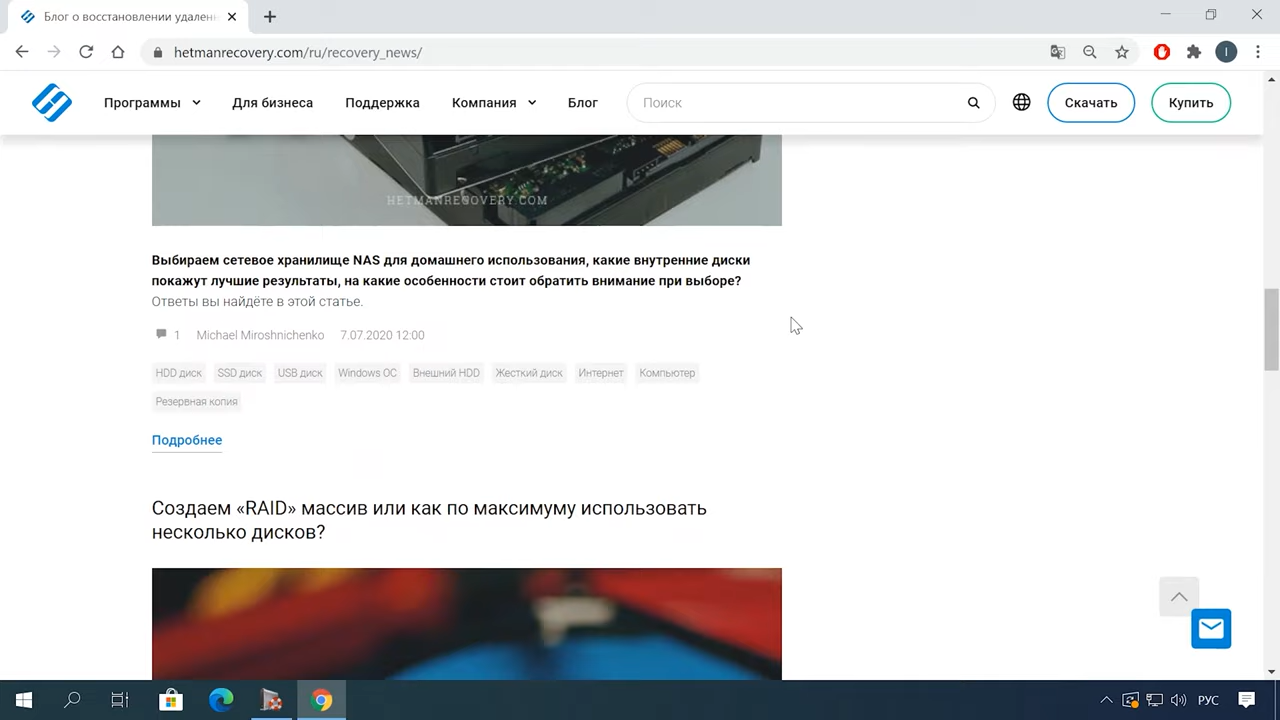 Блог о восстановлении удален
hetmanrecovery.com/ru/recovery_news/
I
Программы
Для бизнеса
Поддержка
Компания
Блог
Поиск
Скачать
Купить
HETMANRECOVERY.COM
Выбираем сетевое хранилище NAS для домашнего использования, какие внутренние диски
покажут лучшие результаты, на какие особенности стоит обратить внимание при выборе?
Ответы вы найдёте в этой статье.
1 Michael Miroshnichenko 7.07.2020 12:00
HDD диск SSD диск USB диск Windows ОС Внешний HDD Жесткий диск Интернет Компьютер
Резервная копия
Подробнее
Создаем «RAID» массив или как по максимуму использовать
несколько дисков?
РУС